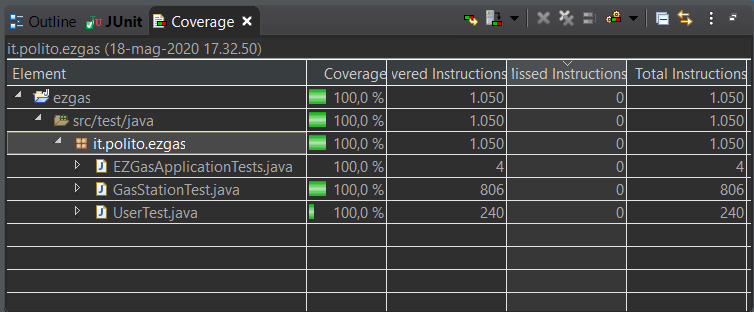 Outline JUnit Coverage
it.polito.ezgas (18-mag-2020 17.32.50)
Element Coverage vered Instructions lissed Instructions Total Instructions
ezgas 100,0 % 1.050 0 1.050
src/test/java 100,0 % 1.050 0 1.050
it.polito.ezgas 100,0 % 1.050 0 1.050
EZGasApplicationTests.java 100,0 % 4 0 4
GasStationTest.java 100,0 % 806 0 806
UserTest.java 100,0 % 240 0 240